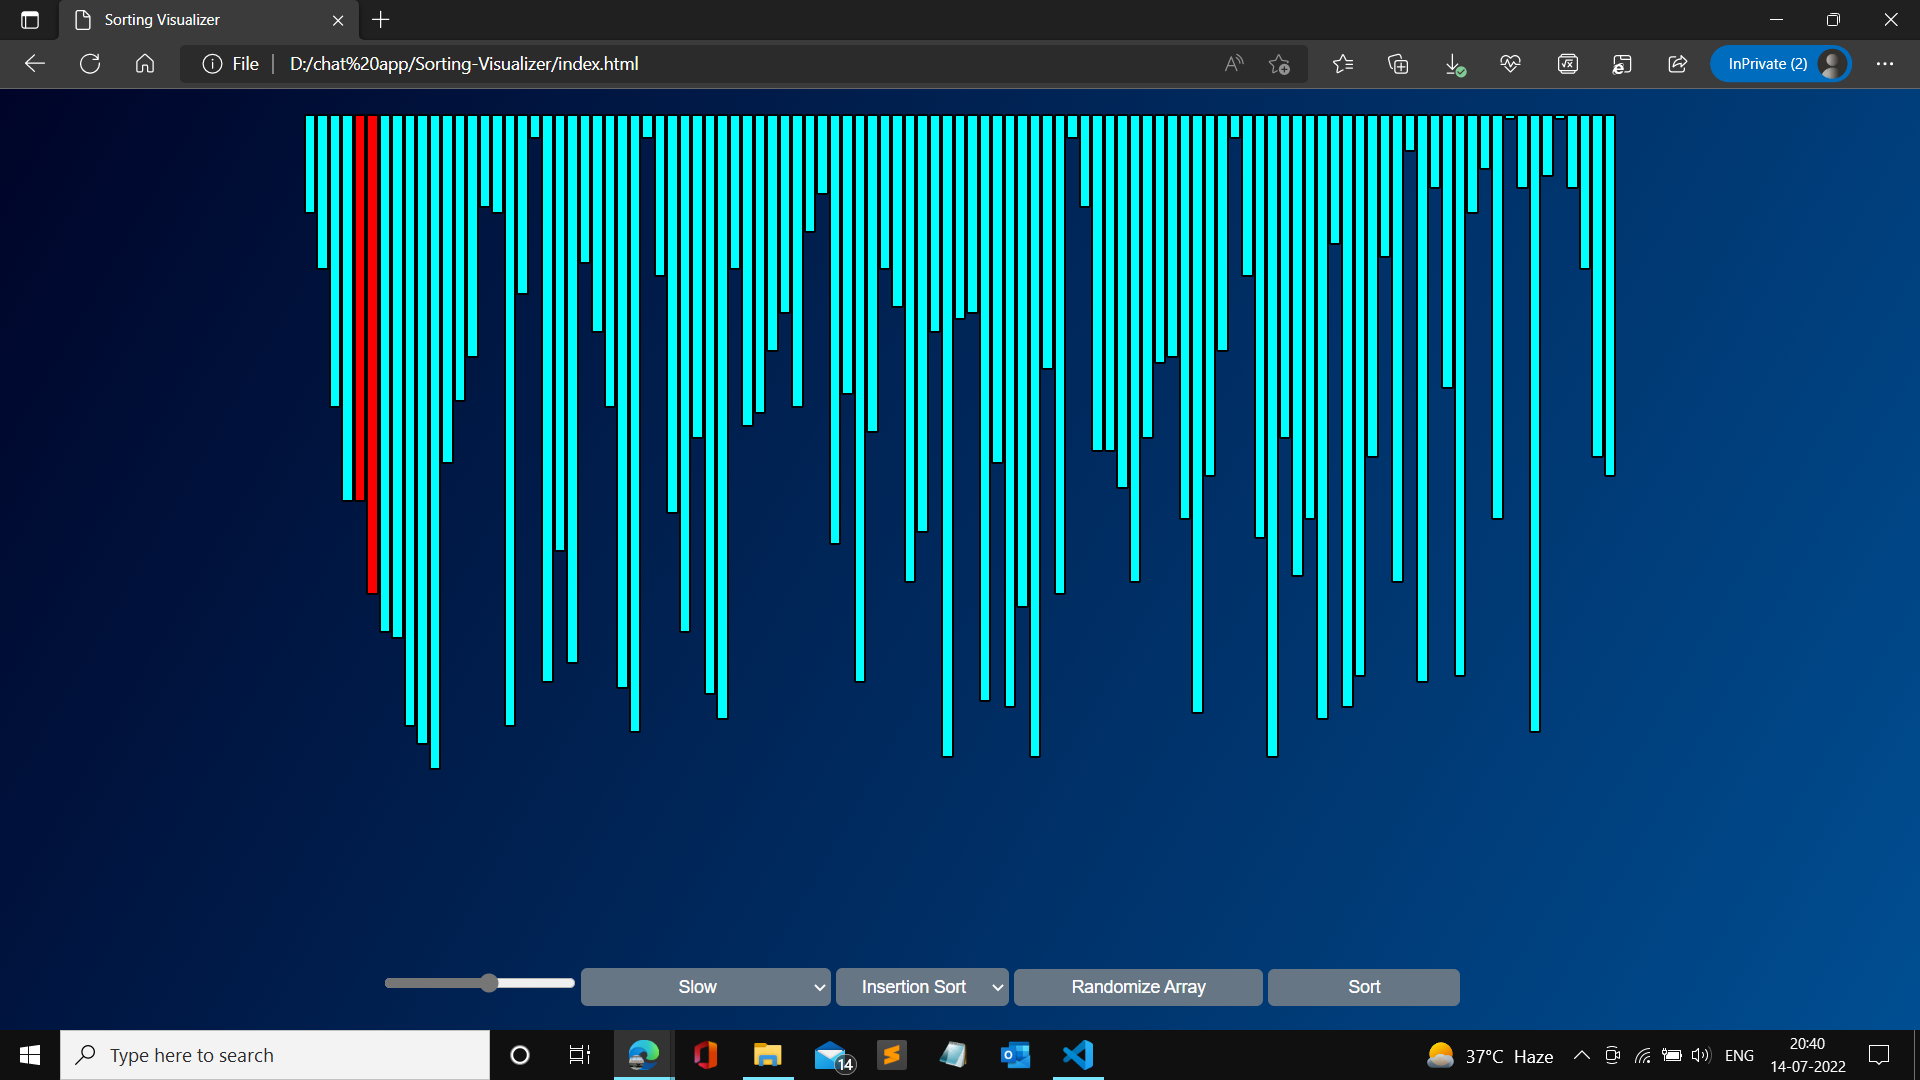 Sorting Visualizer
File
D:/chat%20app/Sorting-Visualizer/index.html
InPrivate (2)
Slow
Insertion Sort
Randomize Array
Sort
Type here to search
14
37°C Haze
ENG
20:40
14-07-2022